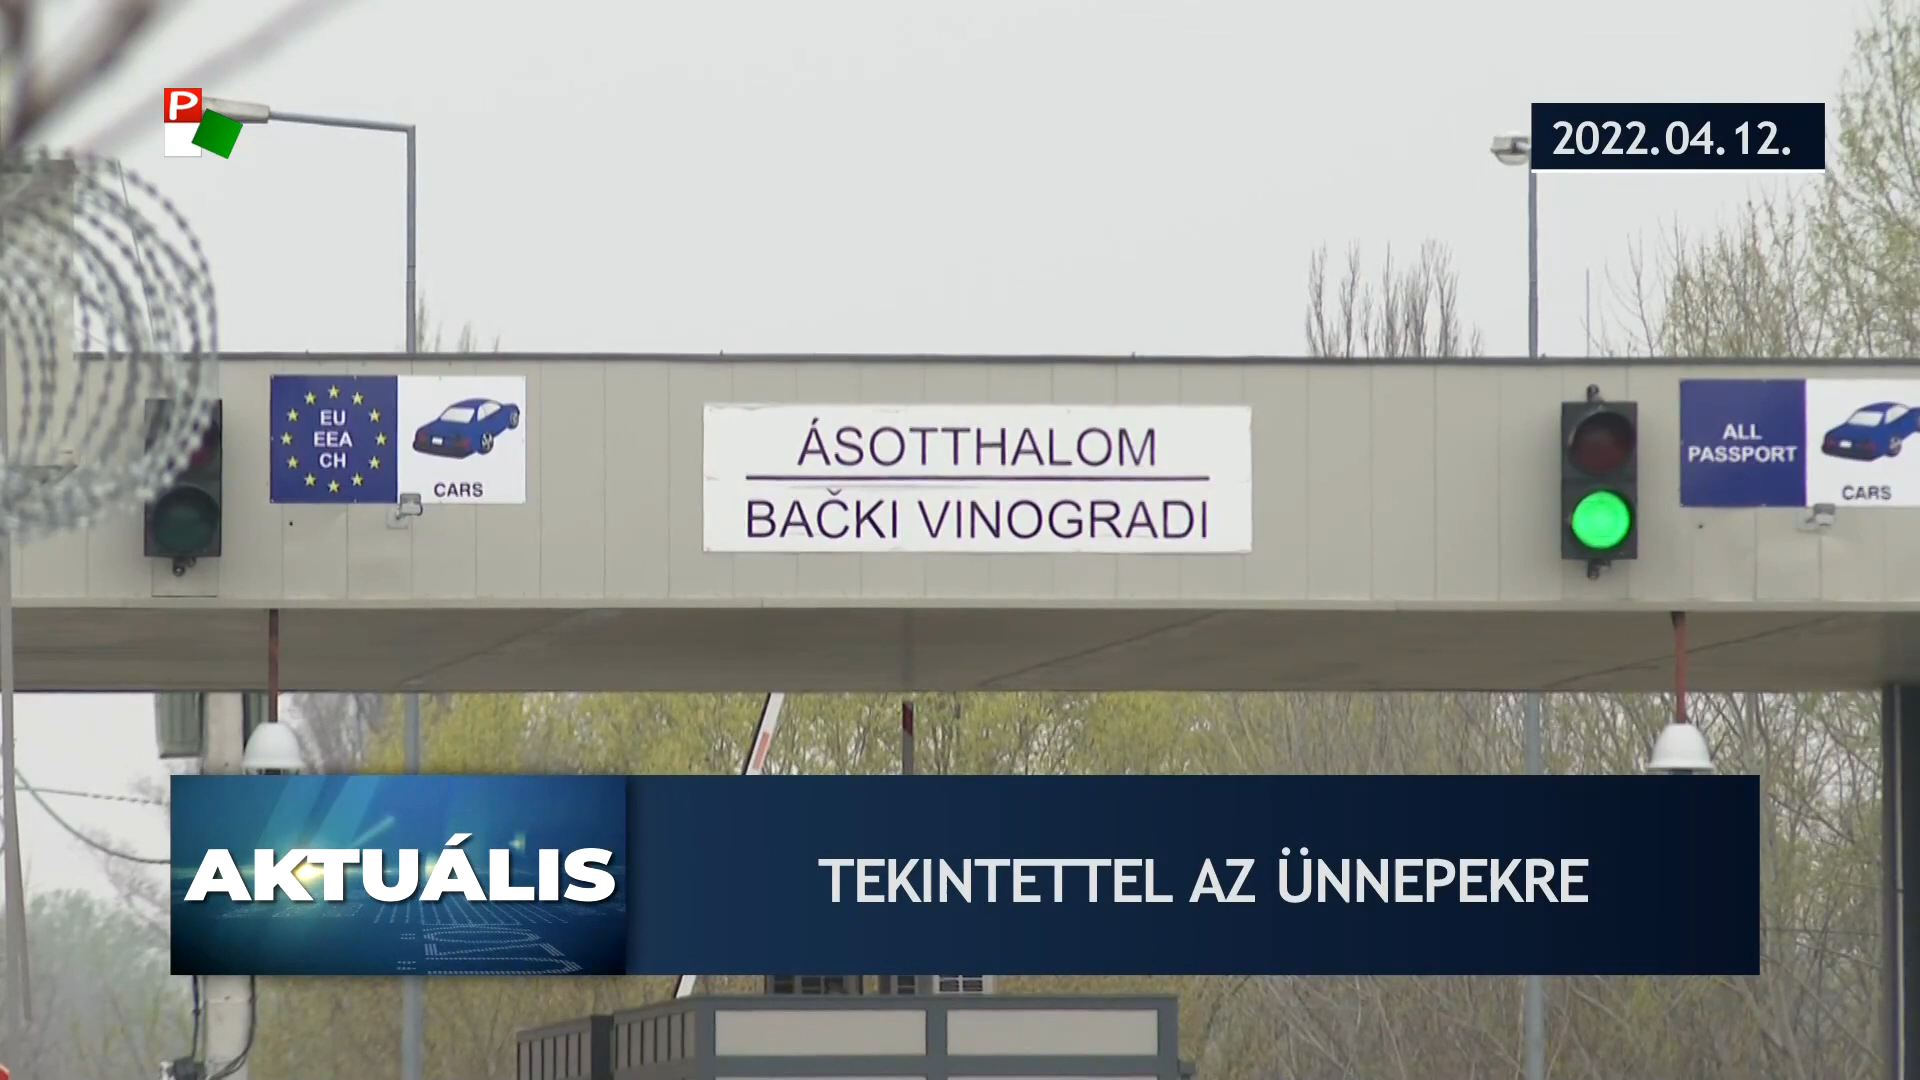 P
2022.04.12.
EU
EEA
CH
CARS
ÁSOTTHALOM
BAČKI VINOGRADI
ALL
PASSPORT
CARS
AKTUÁLIS
TEKINTETTEL AZ ÜNNEPEKRE